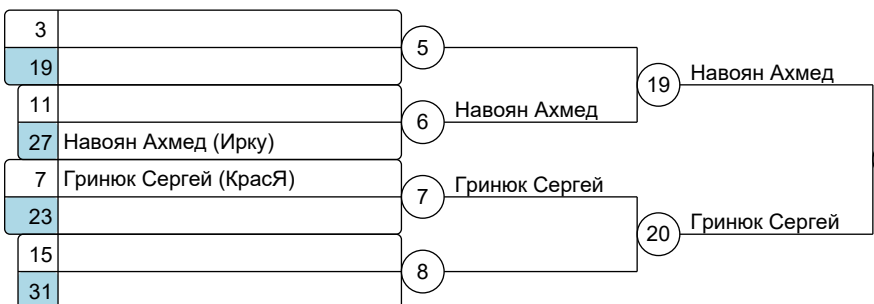 3
5
19
19 Навоян Ахмед
11
6 Навоян Ахмед
27 Навоян Ахмед (Ирку)
7 Гринюк Сергей (КрасЯ)
7 Гринюк Сергей
23
20 Гринюк Сергей
15
8
31